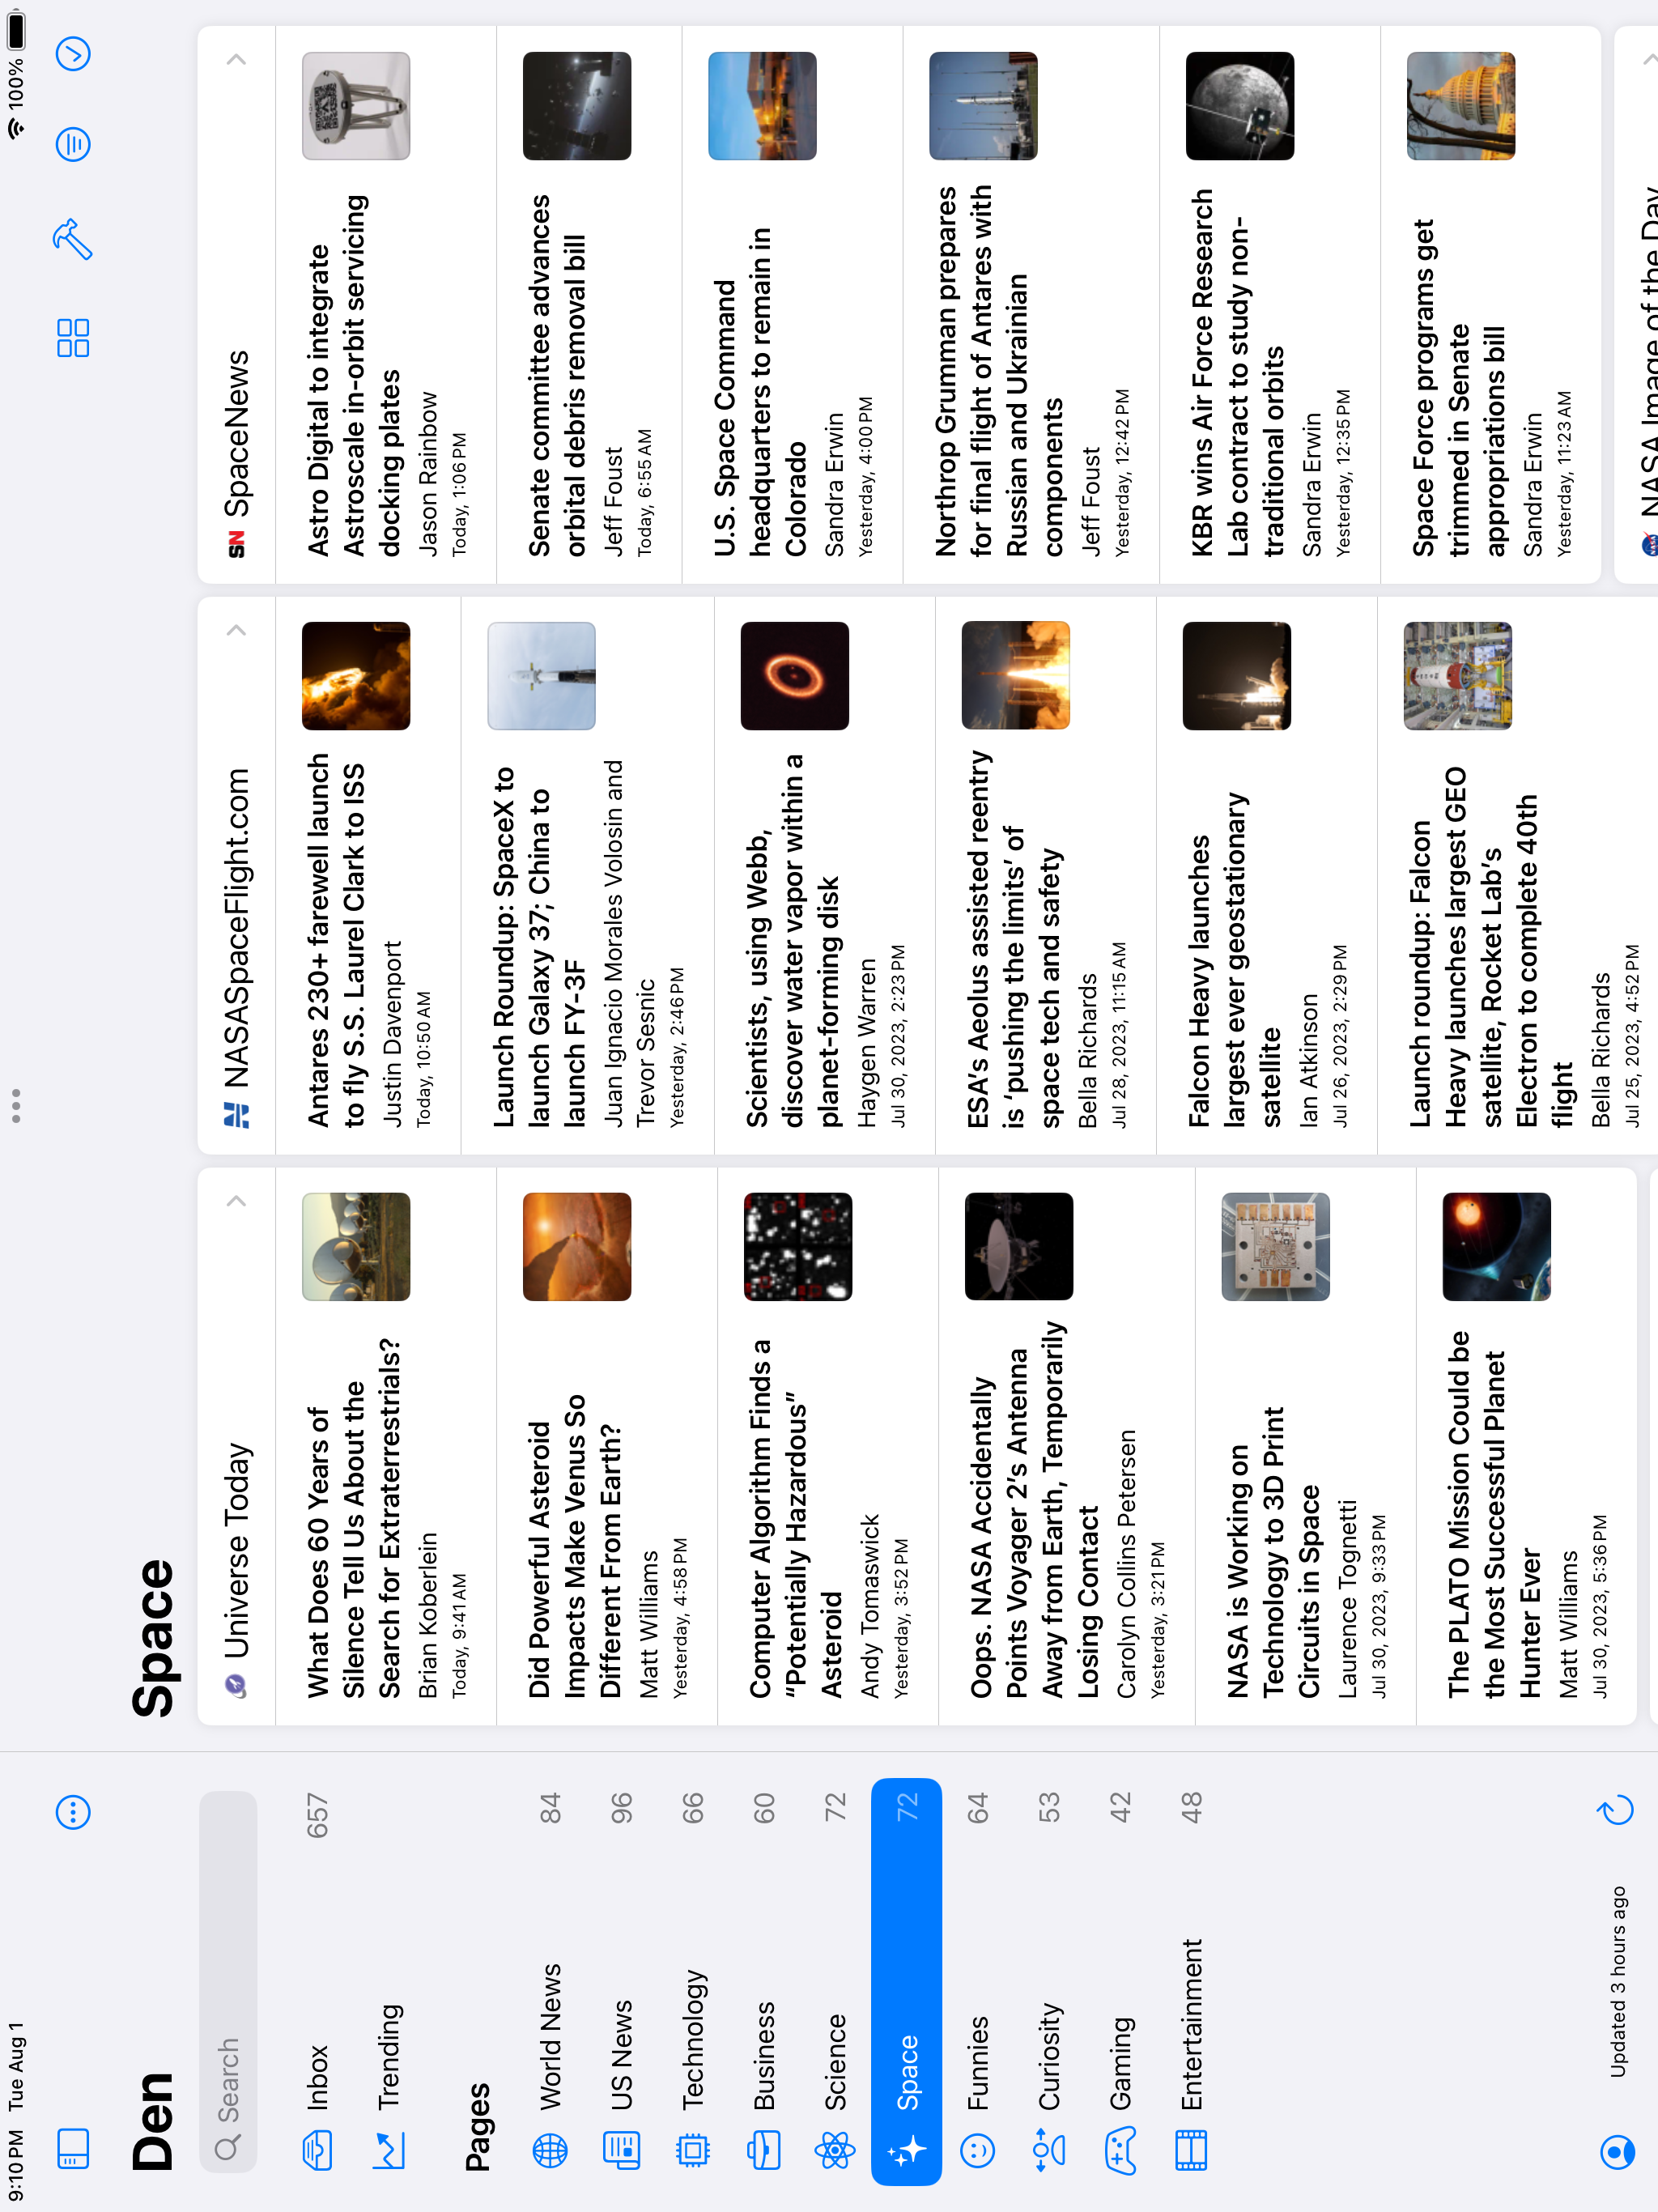 9:10 PM Tue Aug 1
100%
Den
Search
Inbox 657
Trending
Pages
World News 84
US News 96
Technology 66
Business 60
Science 72
Space 72
Funnies 64
Curiosity 53
Gaming 42
Entertainment 48
Updated 3 hours ago
Space
Universe Today
What Does 60 Years of
Silence Tell Us About the
Search for Extraterrestrials?
Brian Koberlein
Today, 9:41 AM
Did Powerful Asteroid
Impacts Make Venus So
Different From Earth?
Matt Williams
Yesterday, 4:58 PM
Computer Algorithm Finds a
“Potentially Hazardous”
Asteroid
Andy Tomaswick
Yesterday, 3:52 PM
Oops. NASA Accidentally
Points Voyager 2’s Antenna
Away from Earth, Temporarily
Losing Contact
Carolyn Collins Petersen
Yesterday, 3:21 PM
NASA is Working on
Technology to 3D Print
Circuits in Space
Laurence Tognetti
Jul 30, 2023, 9:33 PM
The PLATO Mission Could be
the Most Successful Planet
Hunter Ever
Matt Williams
Jul 30, 2023, 5:36 PM
NASASpaceFlight.com
Antares 230+ farewell launch
to fly S.S. Laurel Clark to ISS
Justin Davenport
Today, 10:50 AM
Launch Roundup: SpaceX to
launch Galaxy 37; China to
launch FY-3F
Juan Ignacio Morales Volosin and
Trevor Sesnic
Yesterday, 2:46 PM
Scientists, using Webb,
discover water vapor within a
planet-forming disk
Haygen Warren
Jul 30, 2023, 2:23 PM
ESA’s Aeolus assisted reentry
is ‘pushing the limits’ of
space tech and safety
Bella Richards
Jul 28, 2023, 11:15 AM
Falcon Heavy launches
largest ever geostationary
satellite
Ian Atkinson
Jul 26, 2023, 2:29 PM
Launch roundup: Falcon
Heavy launches largest GEO
satellite, Rocket Lab’s
Electron to complete 40th
flight
Bella Richards
Jul 25, 2023, 4:52 PM
SN SpaceNews
Astro Digital to integrate
Astroscale in-orbit servicing
docking plates
Jason Rainbow
Today, 1:06 PM
Senate committee advances
orbital debris removal bill
Jeff Foust
Today, 6:55 AM
U.S. Space Command
headquarters to remain in
Colorado
Sandra Erwin
Yesterday, 4:00 PM
Northrop Grumman prepares
for final flight of Antares with
Russian and Ukrainian
components
Jeff Foust
Yesterday, 12:42 PM
KBR wins Air Force Research
Lab contract to study non-
traditional orbits
Sandra Erwin
Yesterday, 12:35 PM
Space Force programs get
trimmed in Senate
appropriations bill
Sandra Erwin
Yesterday, 11:23 AM
NASA Image of the Day